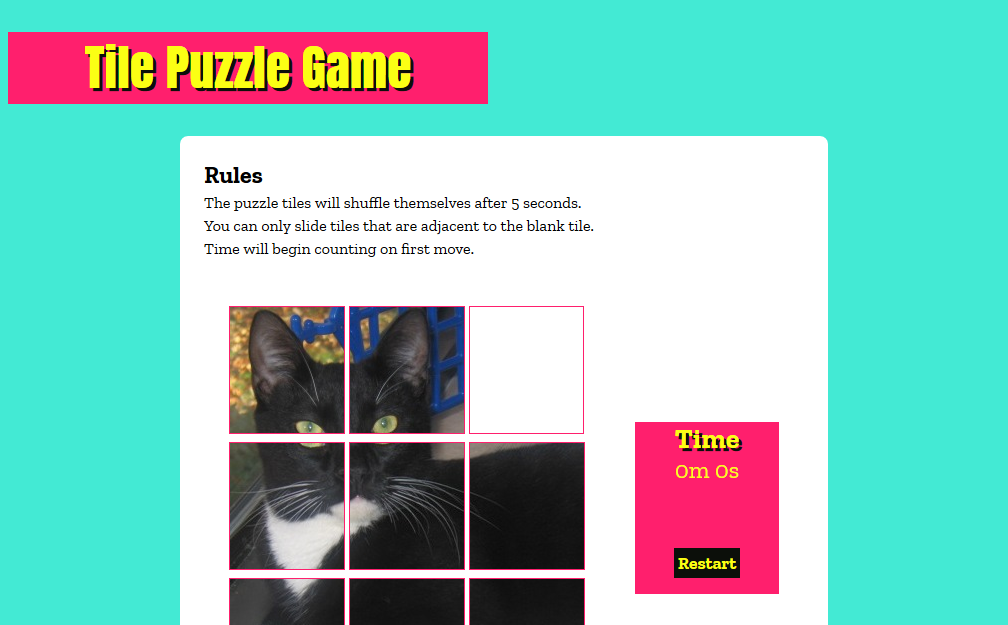 Tile Puzzle Game
Rules
The puzzle tiles will shuffle themselves after 5 seconds.
You can only slide tiles that are adjacent to the blank tile.
Time will begin counting on first move.
Time
0m 0s
Restart